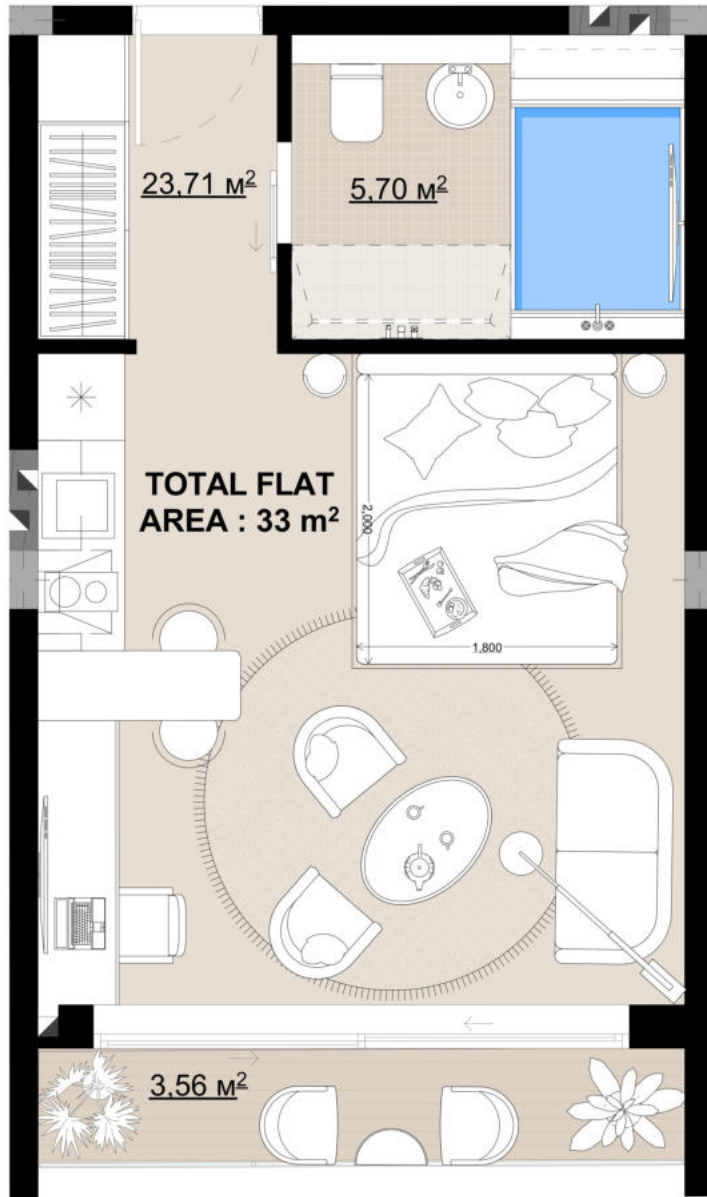 23,71 м²
5,70 м²
TOTAL FLAT
AREA : 33 m²
2,000
1,800
3,56 м²